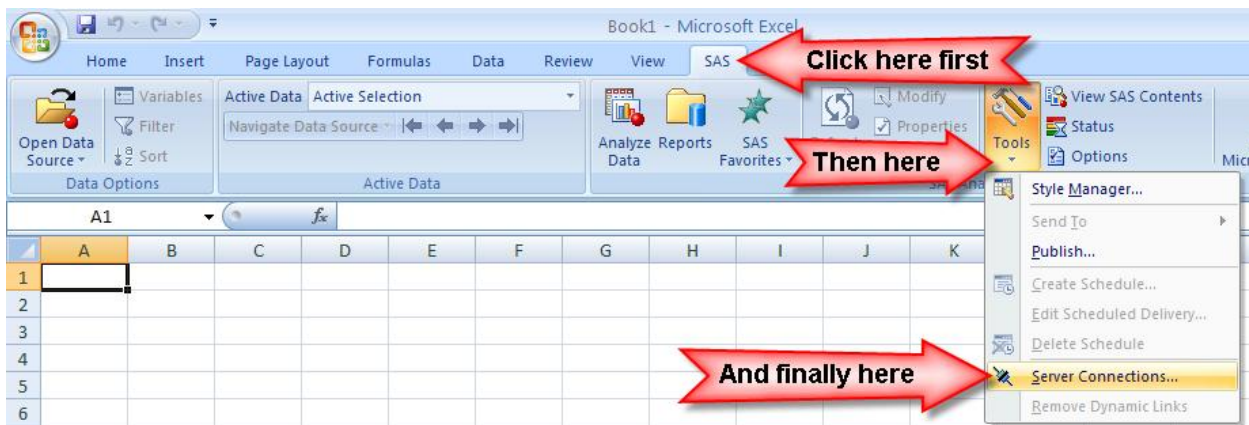 Book1 - Microsoft Excel
Home Insert Page Layout Formulas Data Review View SAS
Click here first
Variables
Filter
Sort
Open Data
Source
Data Options
Active Data Active Selection
Navigate Data Source
Active Data
Analyze
Data
Reports
SAS
Favorites
Modify
Properties
Then here
Tools
View SAS Contents
Status
Options
A1
fx
Style Manager...
Send To
Publish...
Create Schedule...
Edit Scheduled Delivery...
Delete Schedule
Server Connections...
Remove Dynamic Links
And finally here
A B C D E F G H I J K
1
2
3
4
5
6